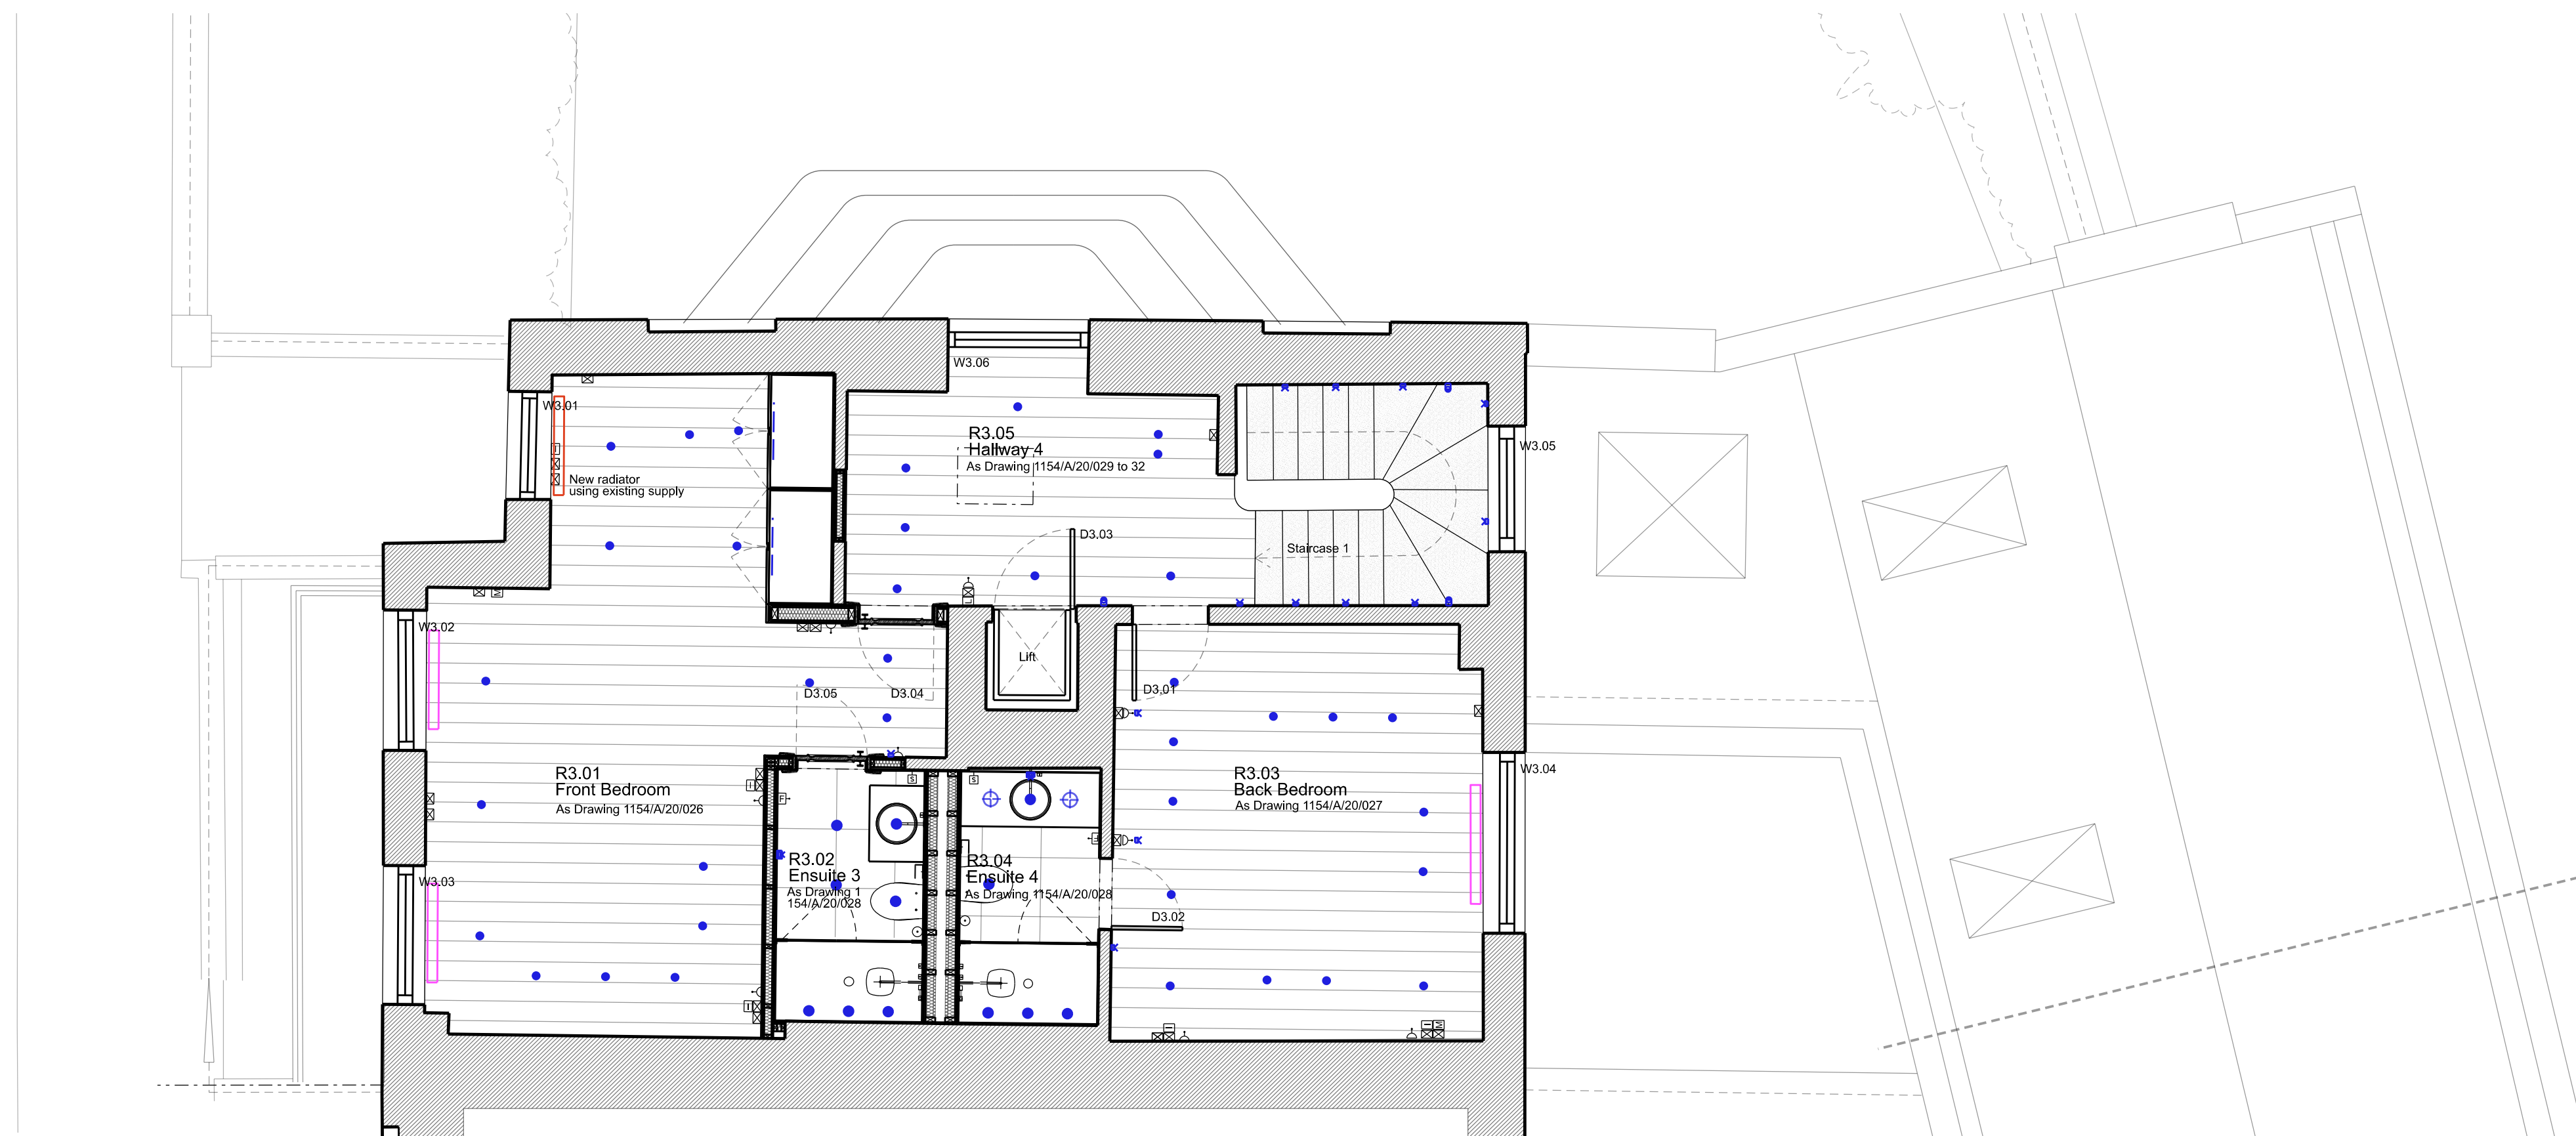 W3.06
W3.01
R3.05
Hallway 4
As Drawing 1154/A/20/029 to 32
W3.05
New radiator
using existing supply
D3.03
Staircase 1
W3.02
Lift
D3.05
D3.04
D3.01
R3.01
Front Bedroom
As Drawing 1154/A/20/026
R3.03
Back Bedroom
As Drawing 1154/A/20/027
W3.04
R3.02
Ensuite 3
As Drawing 1
154/A/20/028
R3.04
Ensuite 4
As Drawing 1154/A/20/028
W3.03
D3.02